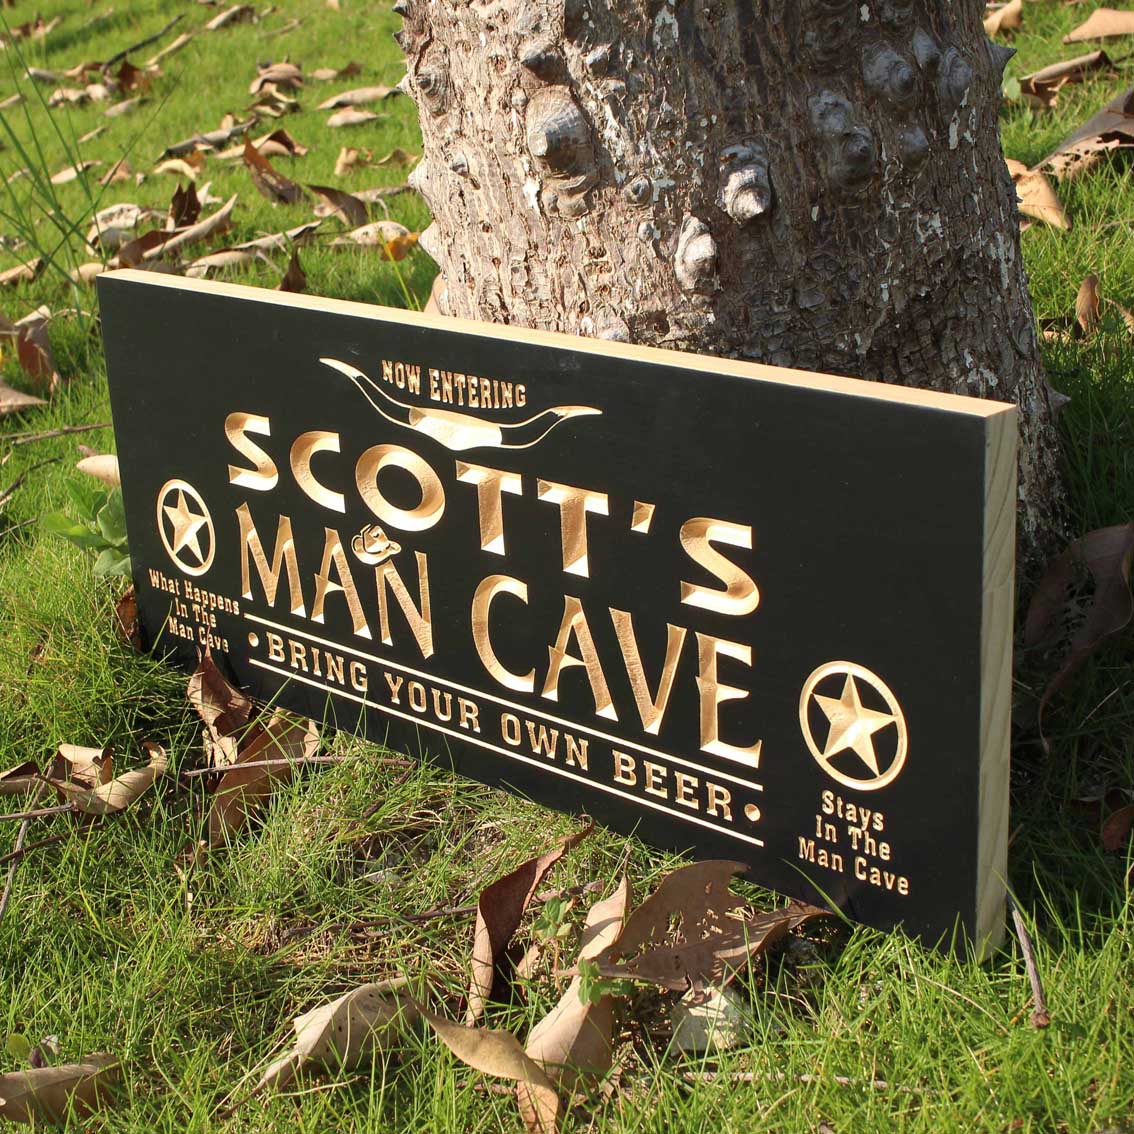 NOW ENTERING
SCOTT'S
MAN CAVE
BRING YOUR OWN BEER
What Happens
In The
Man Cave
Stays
In The
Man Cave